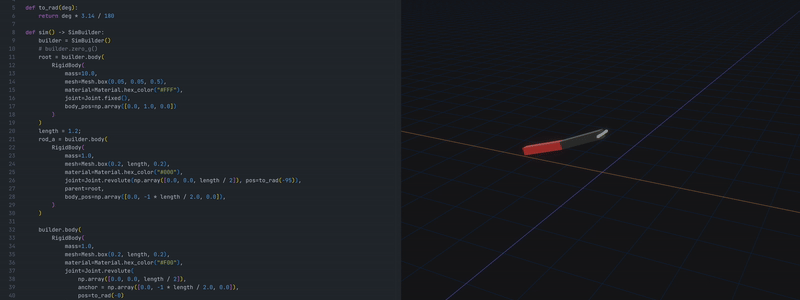 5 def to_rad(deg):
6 return deg * 3.14 / 180
7
8 def sim() -> SimBuilder:
9 builder = SimBuilder()
10 # builder.zero_g()
11 root = builder.body(
12 RigidBody(
13 mass=10.0,
14 mesh=Mesh.box(0.05, 0.05, 0.5),
15 material=Material.hex_color("#FFF"),
16 joint=Joint.fixed(),
17 body_pos=np.array([0.0, 1.0, 0.0])
18 )
19 )
20 length = 1.2;
21 rod_a = builder.body(
22 RigidBody(
23 mass=1.0,
24 mesh=Mesh.box(0.2, length, 0.2),
25 material=Material.hex_color("#800"),
26 joint=Joint.revolute(np.array([0.0, 0.0, length / 2]), pos=to_rad(-95)),
27 parent=root,
28 body_pos=np.array([0.0, -1 * length / 2.0, 0.0]),
29 )
30 )
31
32 builder.body(
33 RigidBody(
34 mass=1.0,
35 mesh=Mesh.box(0.2, length, 0.2),
36 material=Material.hex_color("#F00"),
37 joint=Joint.revolute(
38 np.array([0.0, 0.0, length / 2]),
39 anchor = np.array([0.0, -1 * length / 2.0, 0.0]),
40 pos=to_rad(-0)